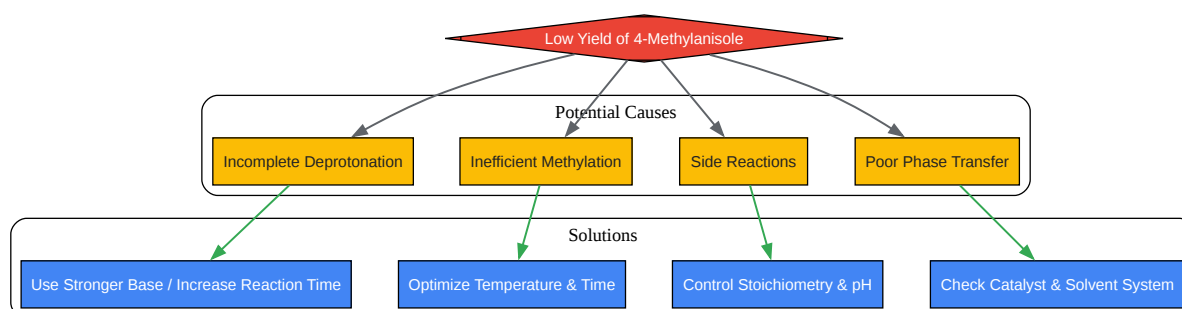 Low Yield of 4-Methylanisole
Potential Causes
Incomplete Deprotonation
Inefficient Methylation
Side Reactions
Poor Phase Transfer
Solutions
Use Stronger Base / Increase Reaction Time
Optimize Temperature & Time
Control Stoichiometry & pH
Check Catalyst & Solvent System